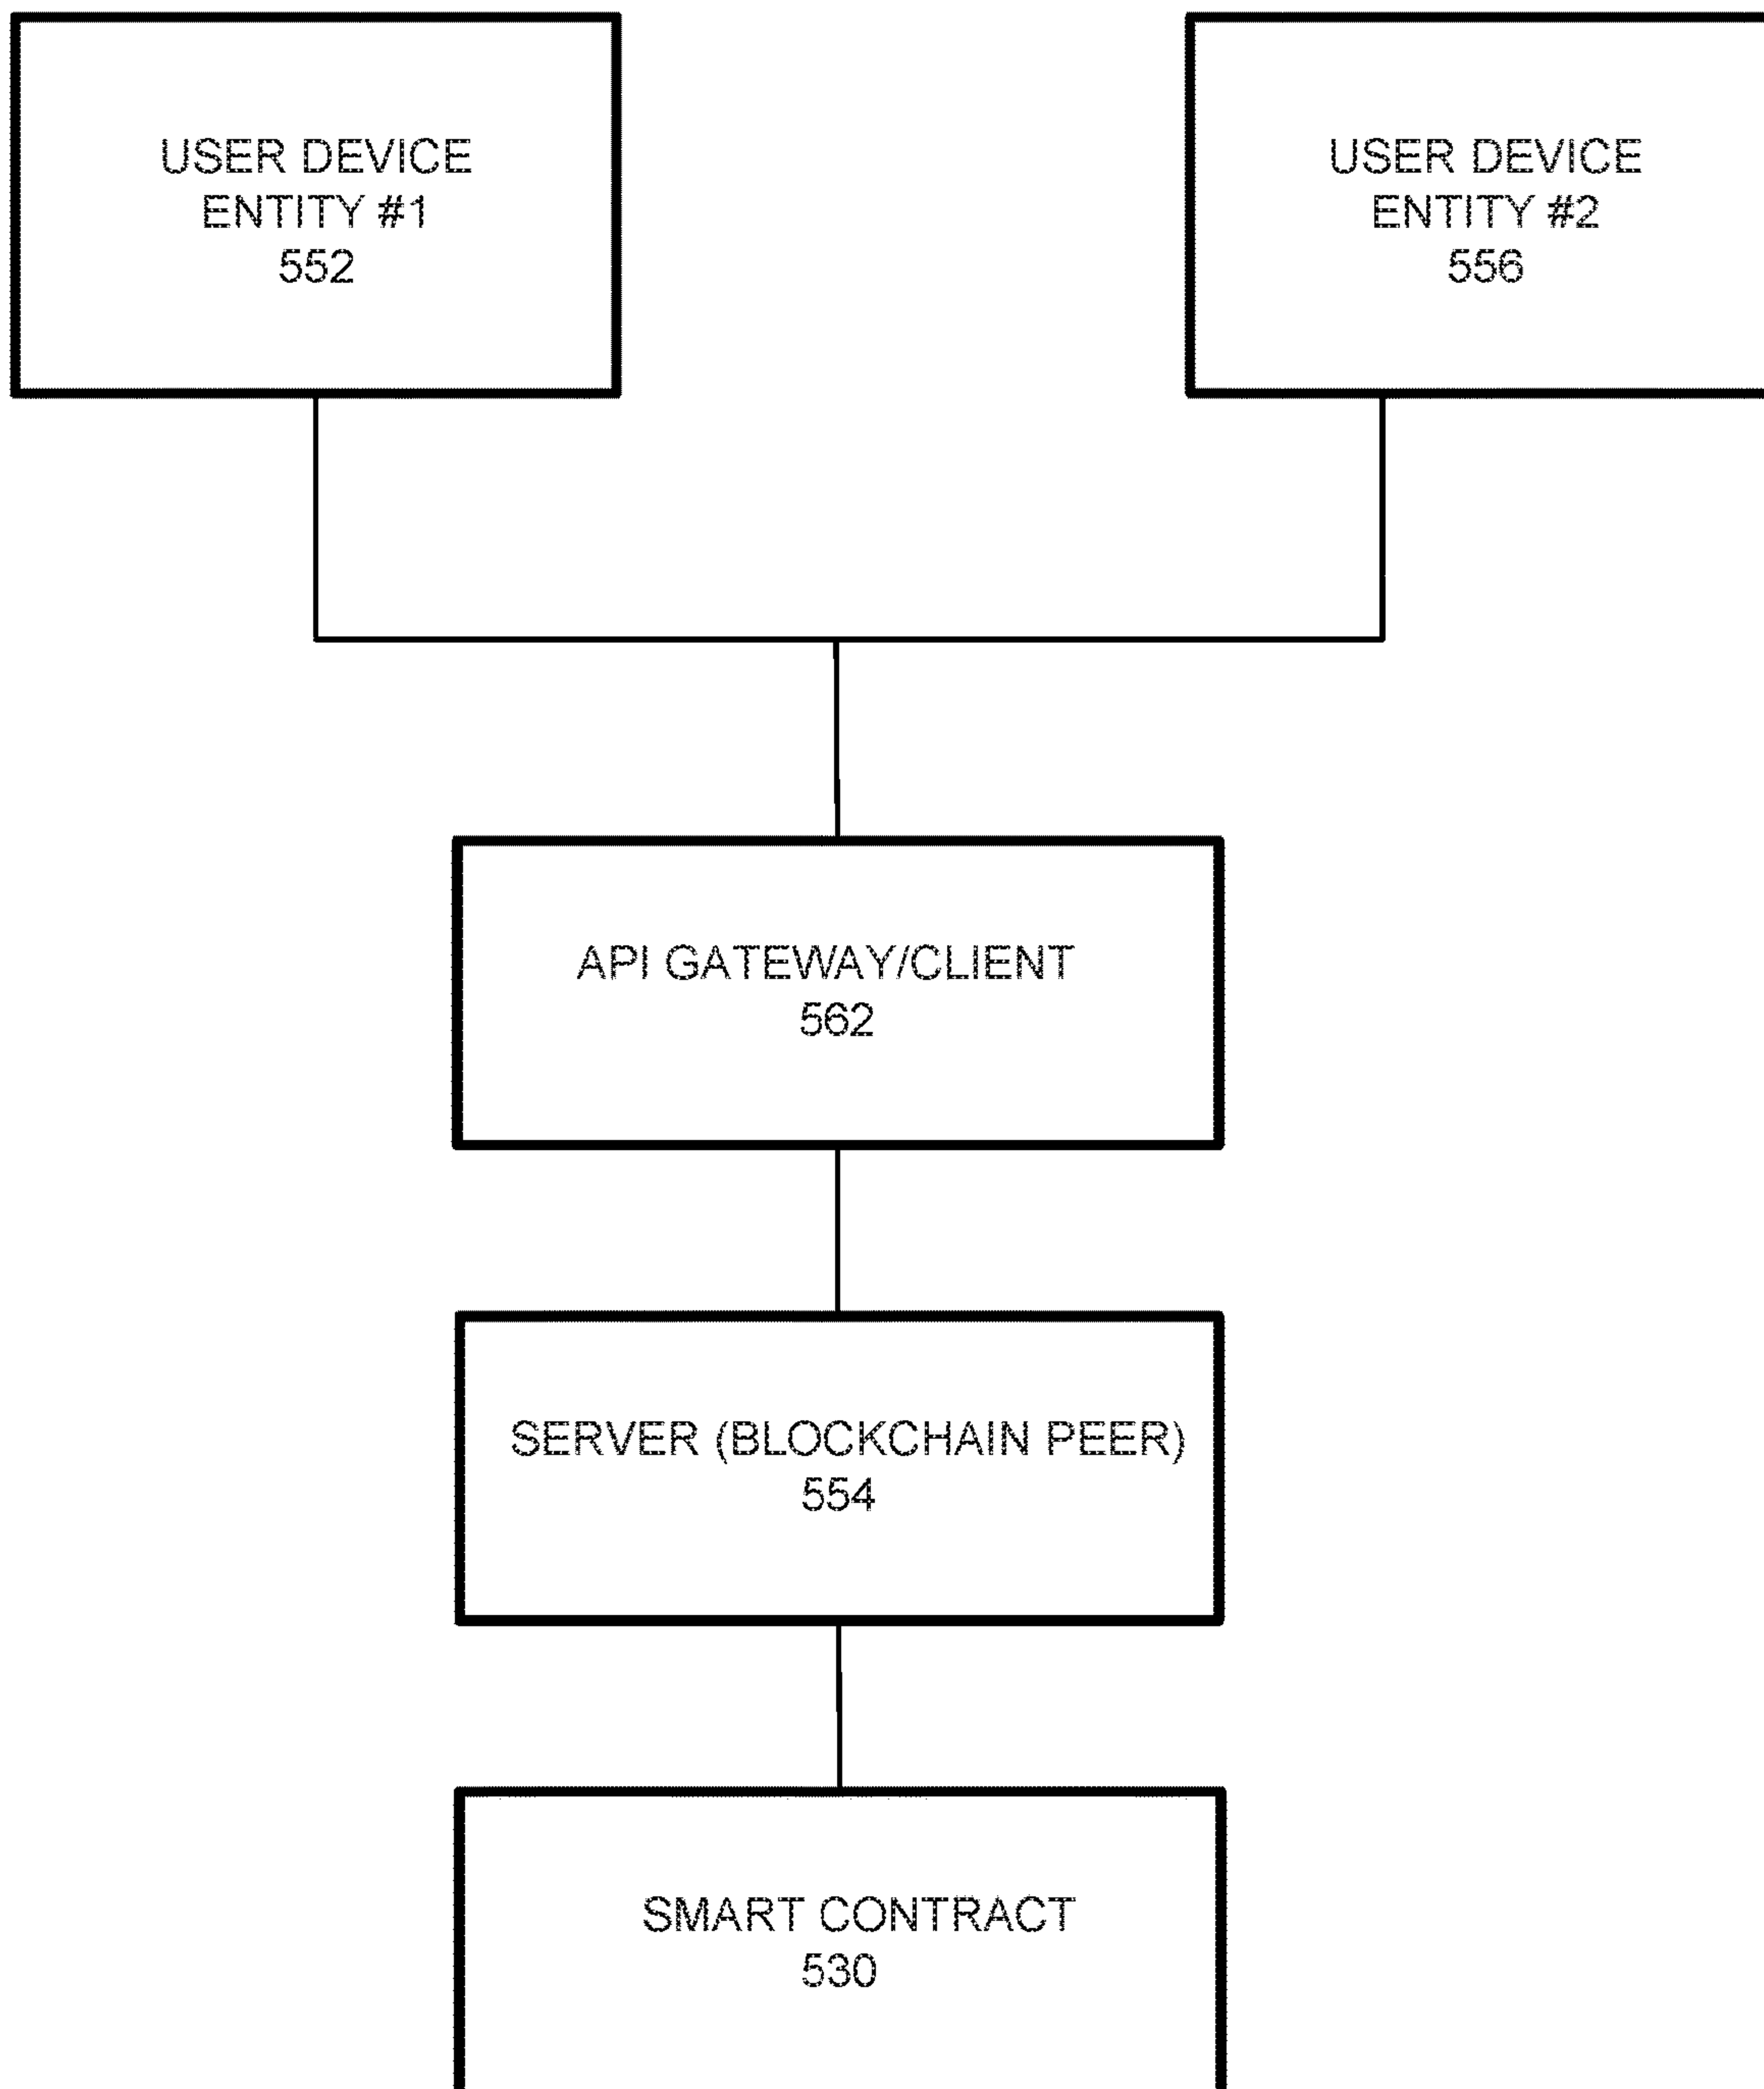 USER DEVICE
ENTITY #1
552
USER DEVICE
ENTITY #2
556
API GATEWAY/CLIENT
562
SERVER (BLOCKCHAIN PEER)
554
SMART CONTRACT
530